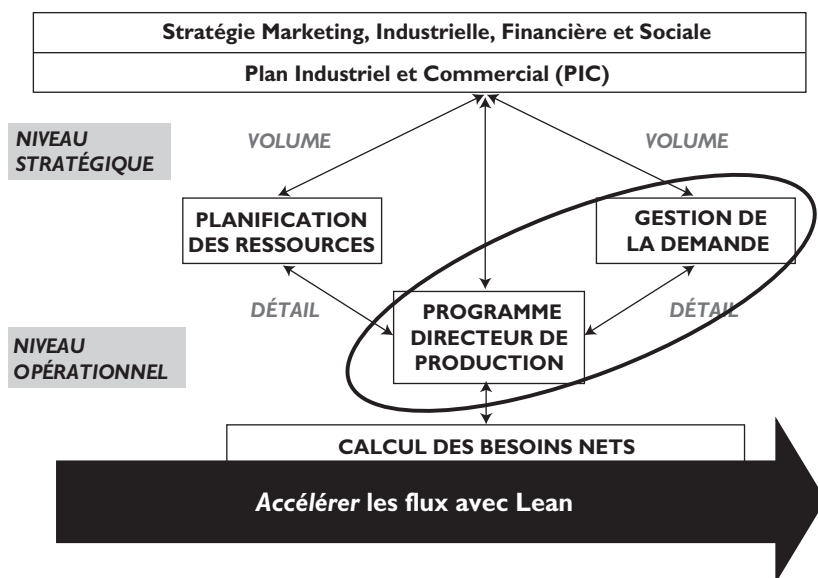 Stratégie Marketing, Industrielle, Financière et Sociale
Plan Industriel et Commercial (PIC)
NIVEAU
STRATÉGIQUE
VOLUME
VOLUME
PLANIFICATION
DES RESSOURCES
GESTION DE
LA DEMANDE
DÉTAIL
PROGRAMME
DIRECTEUR DE
PRODUCTION
DÉTAIL
NIVEAU
OPÉRATIONNEL
CALCUL DES BESOINS NETS
Accélérer les flux avec Lean